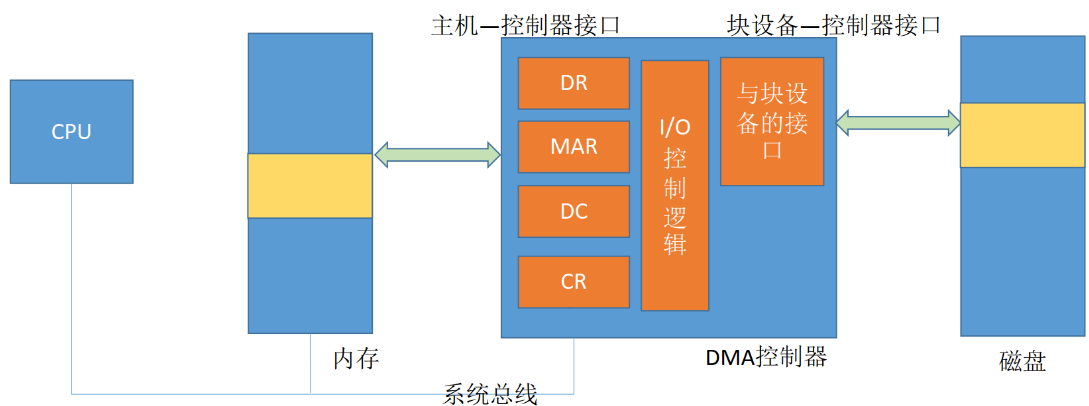 主机—控制器接口
块设备—控制器接口
CPU
DR
MAR
DC
CR
I/O
控
制
逻
辑
与块设
备的接
口
内存
DMA控制器
磁盘
系统总线